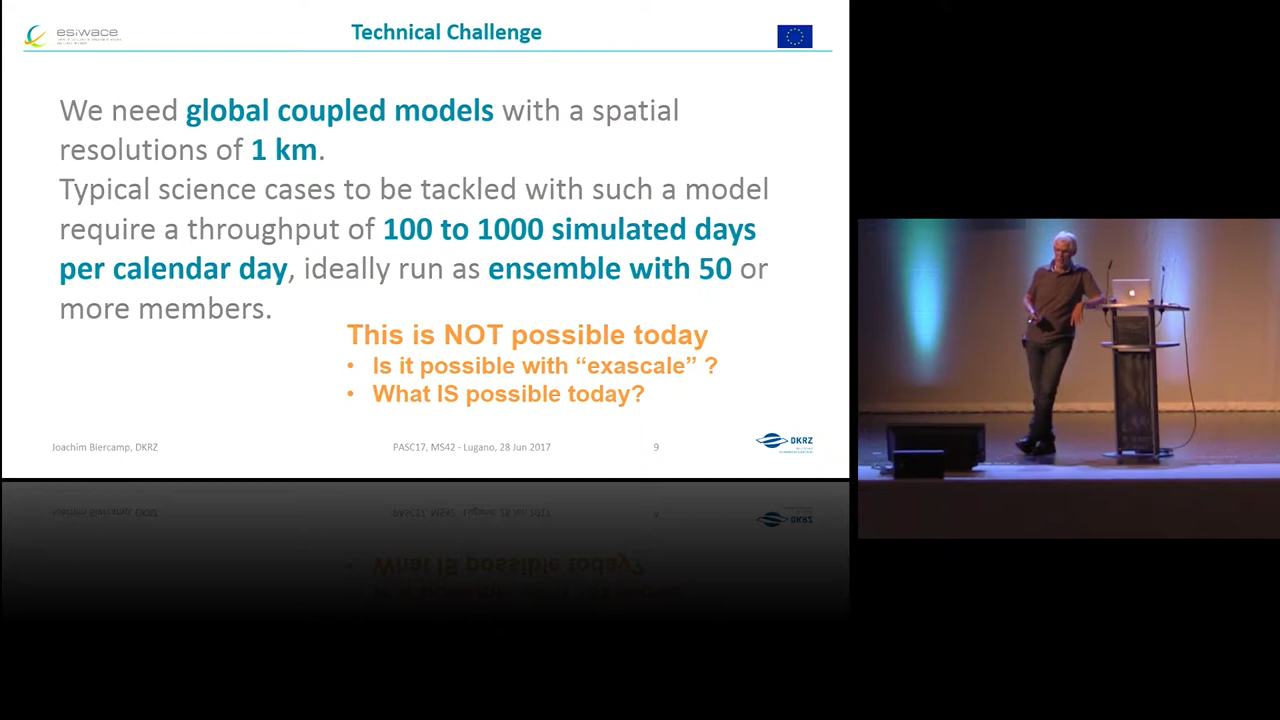 esiwace
Technical Challenge
We need global coupled models with a spatial
resolutions of 1 km.
Typical science cases to be tackled with such a model
require a throughput of 100 to 1000 simulated days
per calendar day, ideally run as ensemble with 50 or
more members.
This is NOT possible today
• Is it possible with “exascale” ?
• What IS possible today?
Joachim Biercamp, DKRZ
PASC17, MS42 - Lugano, 28 Jun 2017
9
DKRZ